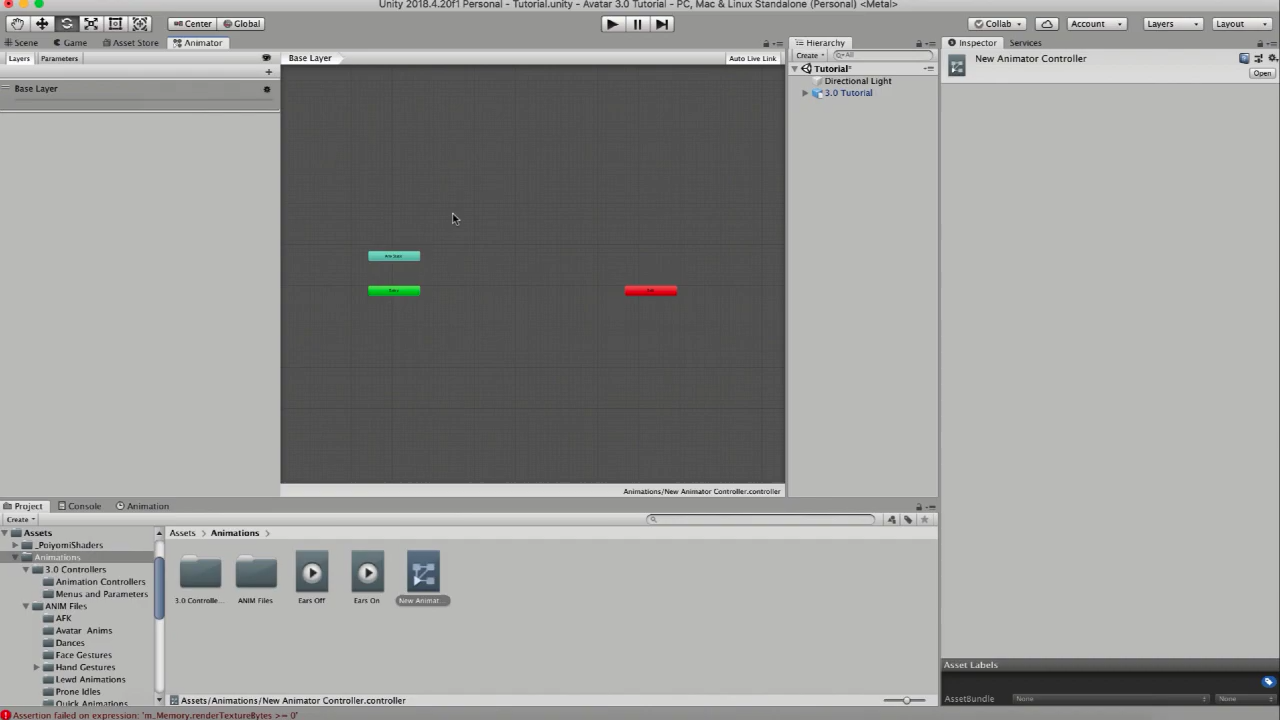 Unity 2018.4.20f1 Personal - Tutorial.unity - Avatar 3.0 Tutorial - PC, Mac & Linux Standalone (Personal) <Metal>
Center Global Collab Account Layers Layout
Scene Game Asset Store Animator Hierarchy Inspector Services
Layers Parameters Base Layer Auto Live Link Create All New Animator Controller
Open
Tutorial*
Base Layer Directional Light
3.0 Tutorial
Any State
Entry Exit
Animations/New Animator Controller.controller
Project Console Animation
Create
Assets Assets Animations
_PoiyomiShaders
Animations
3.0 Controllers
Animation Controllers
Menus and Parameters 3.0 Controlle... ANIM Files Ears Off Ears On New Animat...
ANIM Files
AFK
Avatar Anims
Dances
Face Gestures
Hand Gestures Asset Labels
Lewd Animations
Prone Idles
Quick Animations Assets/Animations/New Animator Controller.controller AssetBundle None None
Assertion failed on expression: 'm_Memory.renderTextureBytes >= 0'